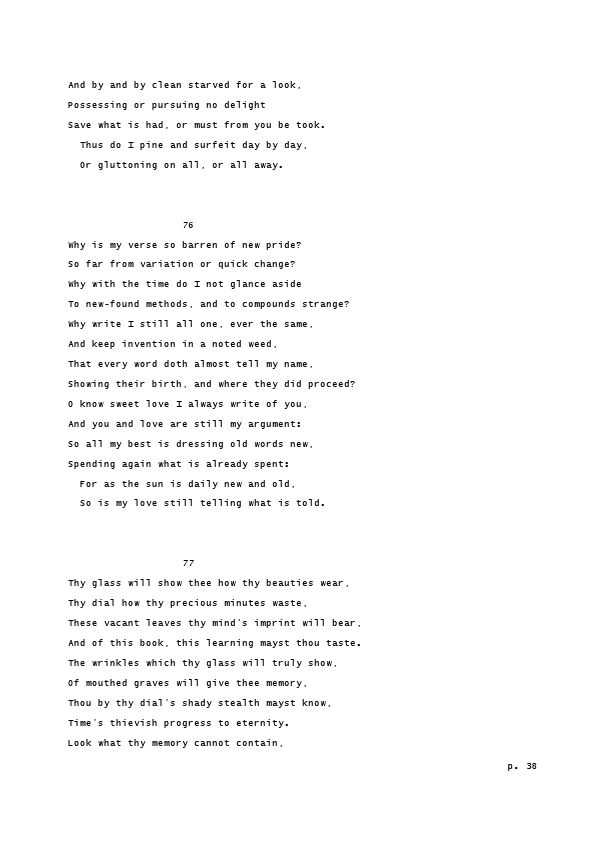 And by and by clean starved for a look,
Possessing or pursuing no delight
Save what is had, or must from you be took.
Thus do I pine and surfeit day by day,
Or gluttoning on all, or all away.
76
Why is my verse so barren of new pride?
So far from variation or quick change?
Why with the time do I not glance aside
To new-found methods, and to compounds strange?
Why write I still all one, ever the same,
And keep invention in a noted weed,
That every word doth almost tell my name,
Showing their birth, and where they did proceed?
O know sweet love I always write of you,
And you and love are still my argument:
So all my best is dressing old words new,
Spending again what is already spent:
For as the sun is daily new and old,
So is my love still telling what is told.
77
Thy glass will show thee how thy beauties wear,
Thy dial how thy precious minutes waste,
These vacant leaves thy mind's imprint will bear,
And of this book, this learning mayst thou taste.
The wrinkles which thy glass will truly show,
Of mouthed graves will give thee memory,
Thou by thy dial's shady stealth mayst know,
Time's thievish progress to eternity.
Look what thy memory cannot contain,
p. 38